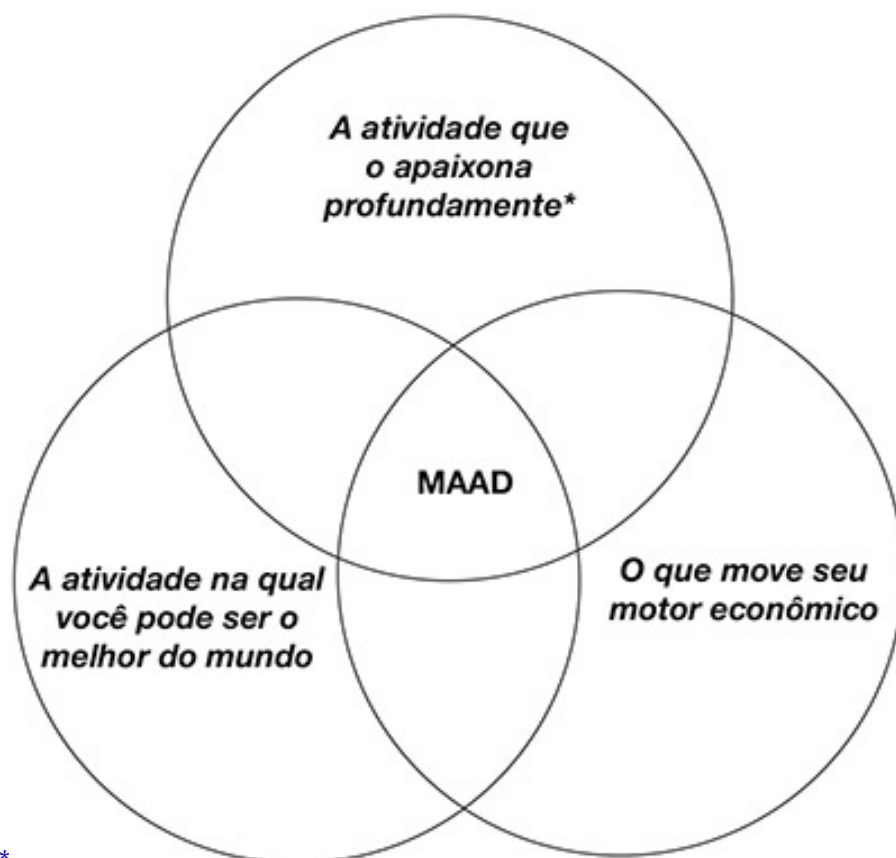 A atividade que
o apaixona
profundamente*
MAAD
A atividade na qual
você pode ser o
melhor do mundo
O que move seu
motor econômico
*